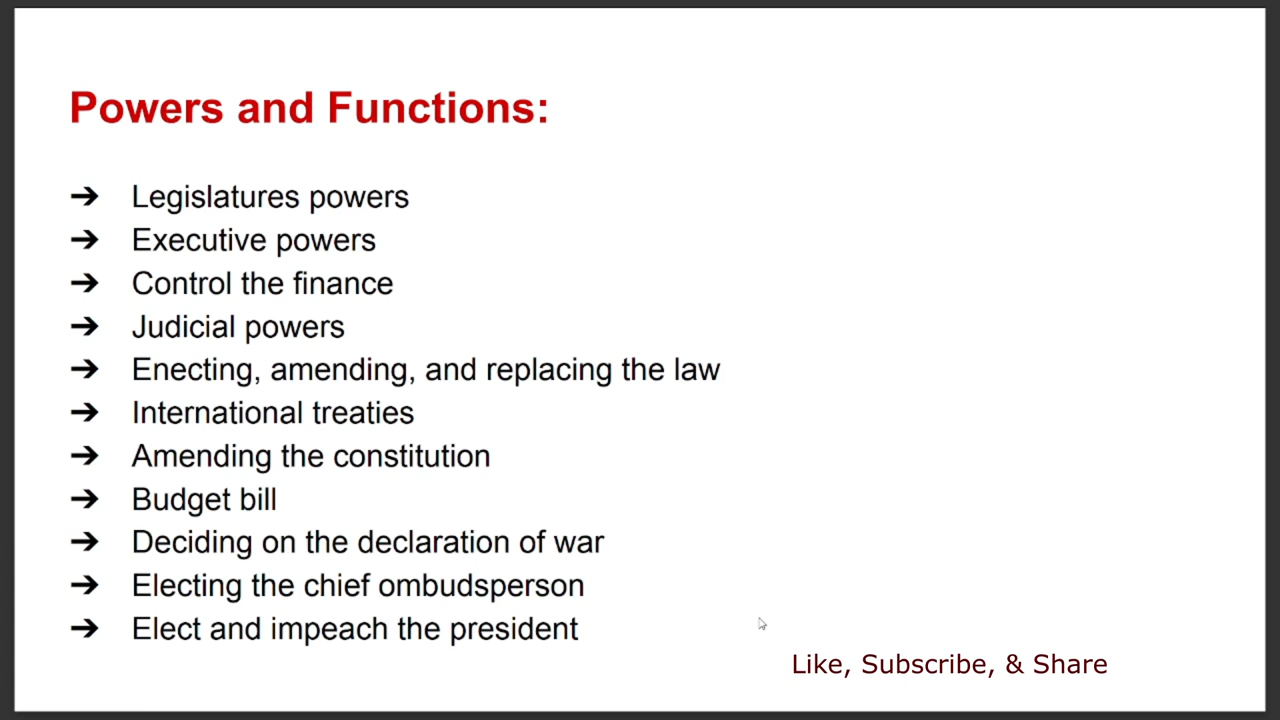 Powers and Functions:
➔ Legislatures powers
➔ Executive powers
➔ Control the finance
➔ Judicial powers
➔ Enecting, amending, and replacing the law
➔ International treaties
➔ Amending the constitution
➔ Budget bill
➔ Deciding on the declaration of war
➔ Electing the chief ombudsperson
➔ Elect and impeach the president
Like, Subscribe, & Share